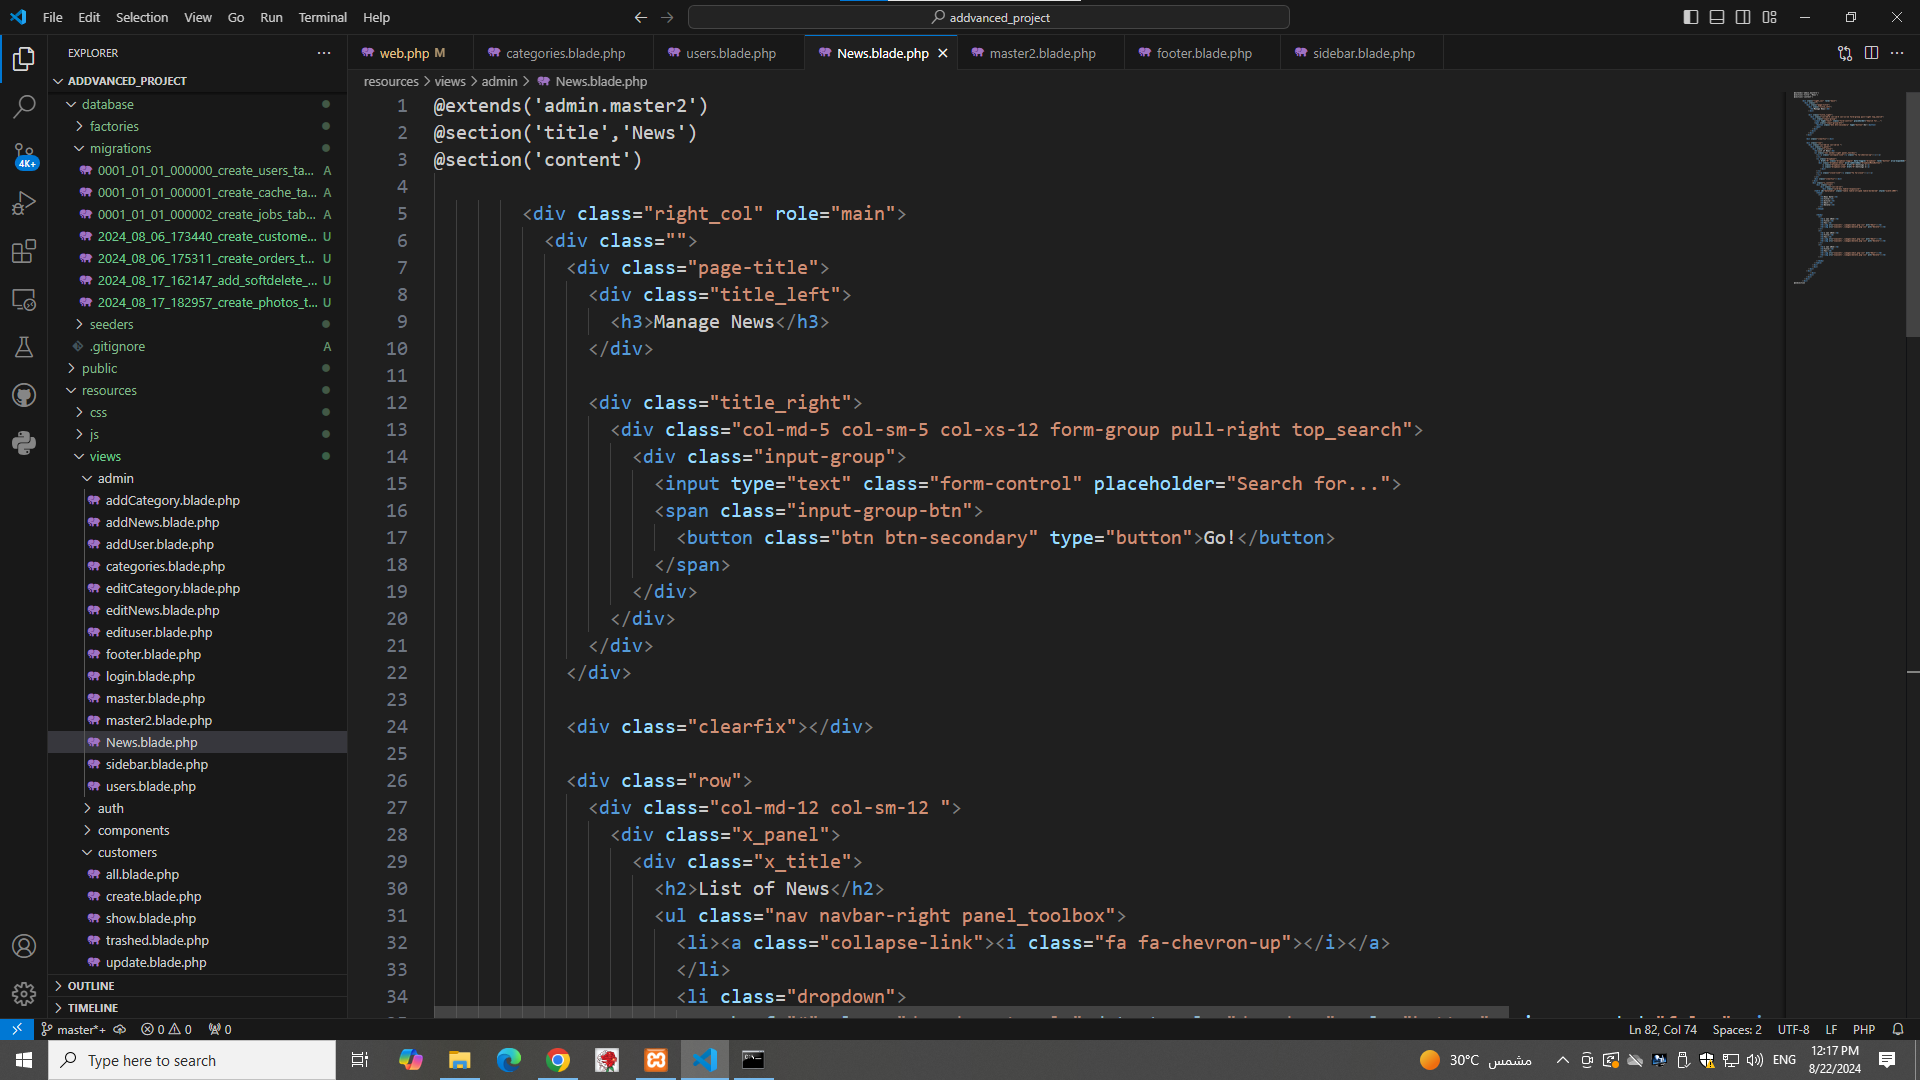 File Edit Selection View Go Run Terminal Help
addvanced_project
EXPLORER
ADDVANCED_PROJECT
database
factories
migrations
0001_01_01_000000_create_users_ta... A
0001_01_01_000001_create_cache_ta... A
0001_01_01_000002_create_jobs_tab... A
2024_08_06_173440_create_custome... U
2024_08_06_175311_create_orders_t... U
2024_08_17_162147_add_softdelete_... U
2024_08_17_182957_create_photos_t... U
seeders
.gitignore A
public
resources
css
js
views
admin
addCategory.blade.php
addNews.blade.php
addUser.blade.php
categories.blade.php
editCategory.blade.php
editNews.blade.php
edituser.blade.php
footer.blade.php
login.blade.php
master.blade.php
master2.blade.php
News.blade.php
sidebar.blade.php
users.blade.php
auth
components
customers
all.blade.php
create.blade.php
show.blade.php
trashed.blade.php
update.blade.php
OUTLINE
TIMELINE
4K+
web.php M categories.blade.php users.blade.php News.blade.php master2.blade.php footer.blade.php sidebar.blade.php
resources > views > admin > News.blade.php
1 @extends('admin.master2')
2 @section('title','News')
3 @section('content')
4
5 <div class="right_col" role="main">
6 <div class="">
7 <div class="page-title">
8 <div class="title_left">
9 <h3>Manage News</h3>
10 </div>
11
12 <div class="title_right">
13 <div class="col-md-5 col-sm-5 col-xs-12 form-group pull-right top_search">
14 <div class="input-group">
15 <input type="text" class="form-control" placeholder="Search for...">
16 <span class="input-group-btn">
17 <button class="btn btn-secondary" type="button">Go!</button>
18 </span>
19 </div>
20 </div>
21 </div>
22 </div>
23
24 <div class="clearfix"></div>
25
26 <div class="row">
27 <div class="col-md-12 col-sm-12 ">
28 <div class="x_panel">
29 <div class="x_title">
30 <h2>List of News</h2>
31 <ul class="nav navbar-right panel_toolbox">
32 <li><a class="collapse-link"><i class="fa fa-chevron-up"></i></a>
33 </li>
34 <li class="dropdown">
master*+ 0 0 0 Ln 82, Col 74 Spaces: 2 UTF-8 LF PHP
Type here to search
30°C مشمس
ENG
12:17 PM
8/22/2024